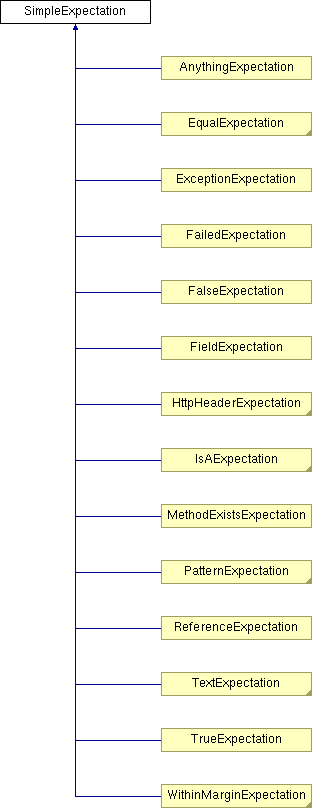 SimpleExpectation
AnythingExpectation
EqualExpectation
ExceptionExpectation
FailedExpectation
FalseExpectation
FieldExpectation
HttpHeaderExpectation
IsAExpectation
MethodExistsExpectation
PatternExpectation
ReferenceExpectation
TextExpectation
TrueExpectation
WithinMarginExpectation